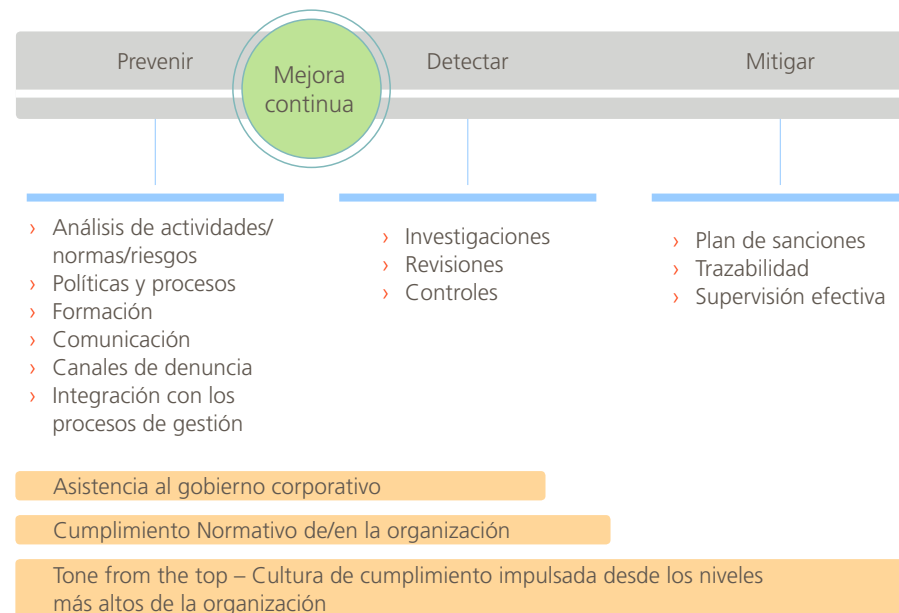 Prevenir
Mejora
continua
Detectar
Mitigar
› Análisis de actividades/
normas/riesgos
› Políticas y procesos
› Formación
› Comunicación
› Canales de denuncia
› Integración con los
procesos de gestión
› Investigaciones
› Revisiones
› Controles
› Plan de sanciones
› Trazabilidad
› Supervisión efectiva
Asistencia al gobierno corporativo
Cumplimiento Normativo de/en la organización
Tone from the top – Cultura de cumplimiento impulsada desde los niveles
más altos de la organización